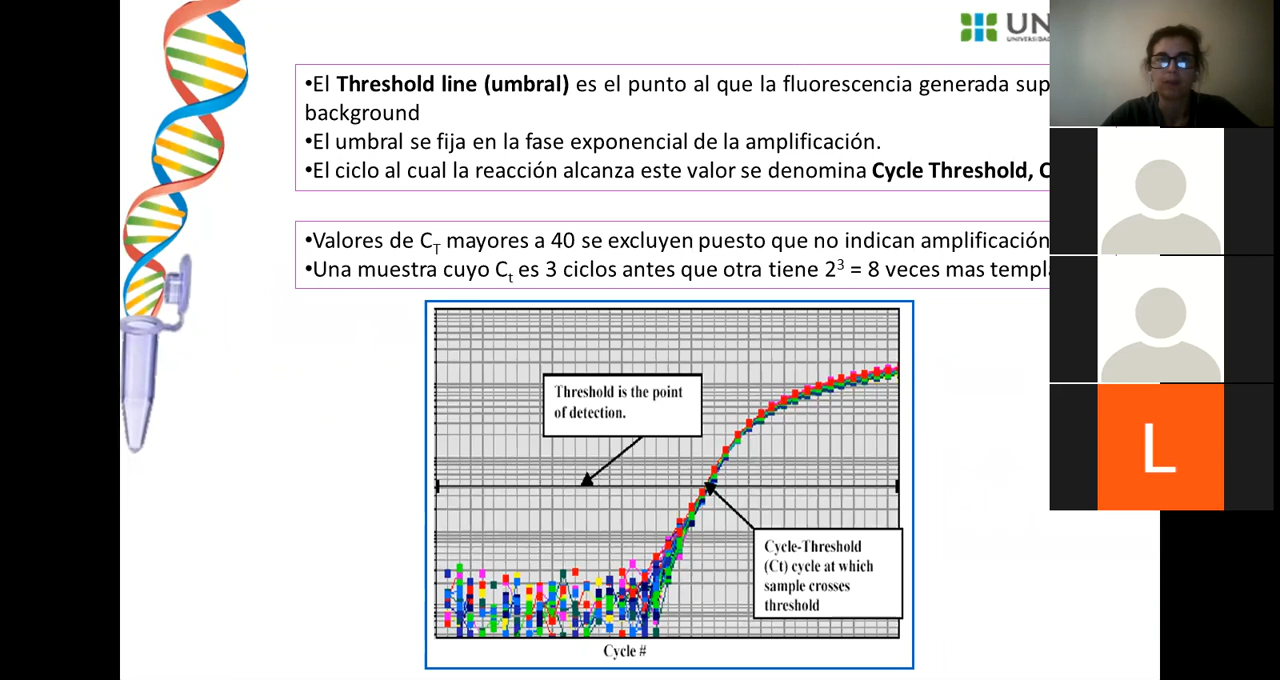 UN
•El Threshold line (umbral) es el punto al que la fluorescencia generada
background
•El umbral se fija en la fase exponencial de la amplificación.
•El ciclo al cual la reacción alcanza este valor se denomina Cycle Threshold,
•Valores de CT mayores a 40 se excluyen puesto que no indican amplificación
•Una muestra cuyo Ct es 3 ciclos antes que otra tiene 2³ = 8 veces mas
Threshold is the point
of detection.
Cycle-Threshold
(Ct) cycle at which
sample crosses
threshold
Cycle #
L